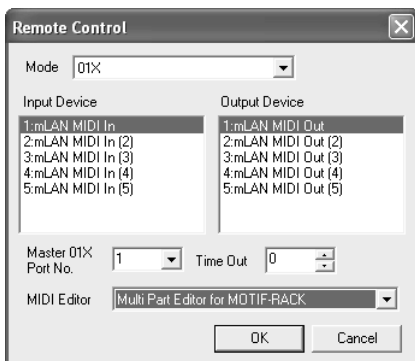 Remote Control
Mode 01X
Input Device Output Device
1:mLAN MIDI In 1:mLAN MIDI Out
2:mLAN MIDI In (2) 2:mLAN MIDI Out (2)
3:mLAN MIDI In (3) 3:mLAN MIDI Out (3)
4:mLAN MIDI In (4) 4:mLAN MIDI Out (4)
5:mLAN MIDI In (5) 5:mLAN MIDI Out (5)
Master 01X
Port No. 1 Time Out 0
MIDI Editor Multi Part Editor for MOTIF-RACK
OK Cancel